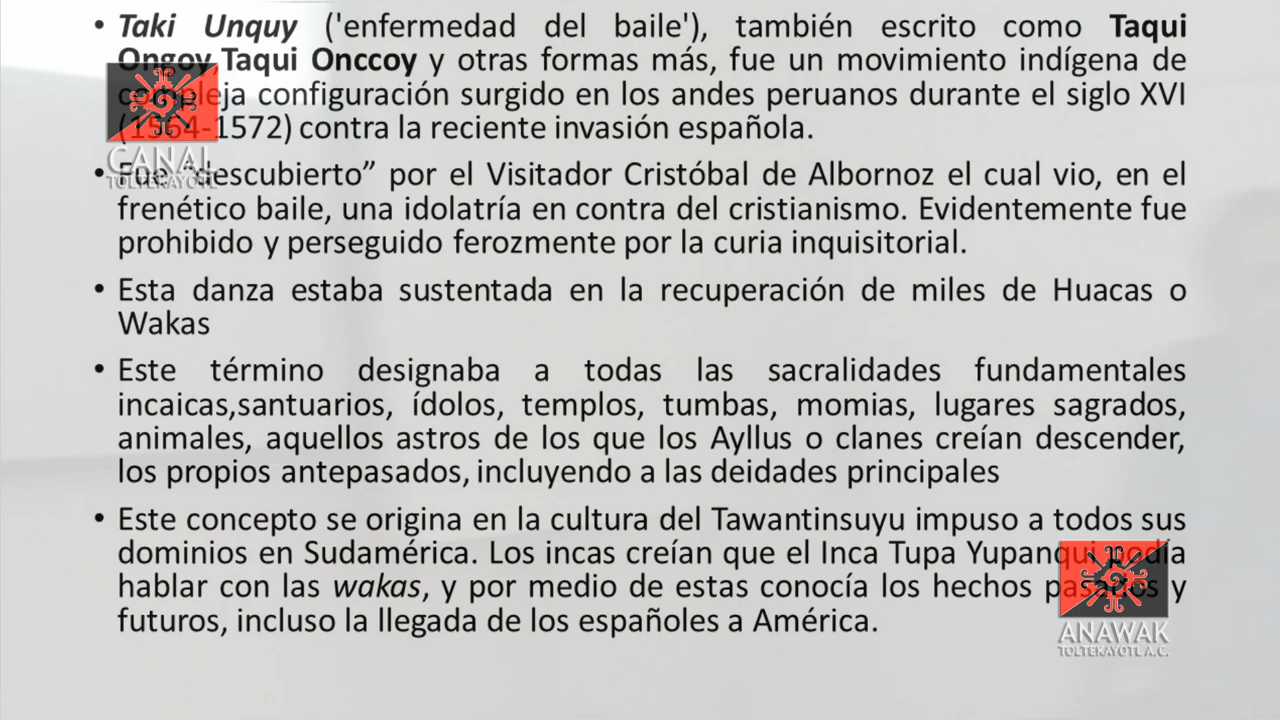 • Taki Unquy ('enfermedad del baile'), también escrito como Taqui
Ongoy Taqui Onccoy y otras formas más, fue un movimiento indígena de
compleja configuración surgido en los andes peruanos durante el siglo XVI
(1564-1572) contra la reciente invasión española.
• Fue “descubierto” por el Visitador Cristóbal de Albornoz el cual vio, en el
frenético baile, una idolatría en contra del cristianismo. Evidentemente fue
prohibido y perseguido ferozmente por la curia inquisitorial.
• Esta danza estaba sustentada en la recuperación de miles de Huacas o
Wakas
• Este término designaba a todas las sacralidades fundamentales
incaicas,santuarios, ídolos, templos, tumbas, momias, lugares sagrados,
animales, aquellos astros de los que los Ayllus o clanes creían descender,
los propios antepasados, incluyendo a las deidades principales
• Este concepto se origina en la cultura del Tawantinsuyu impuso a todos sus
dominios en Sudamérica. Los incas creían que el Inca Tupa Yupanqui podía
hablar con las wakas, y por medio de estas conocía los hechos pasados y
futuros, incluso la llegada de los españoles a América.
CANAL
TOLTEKAYOTL
ANAWAK
TOLTEKAYOTL A.C.